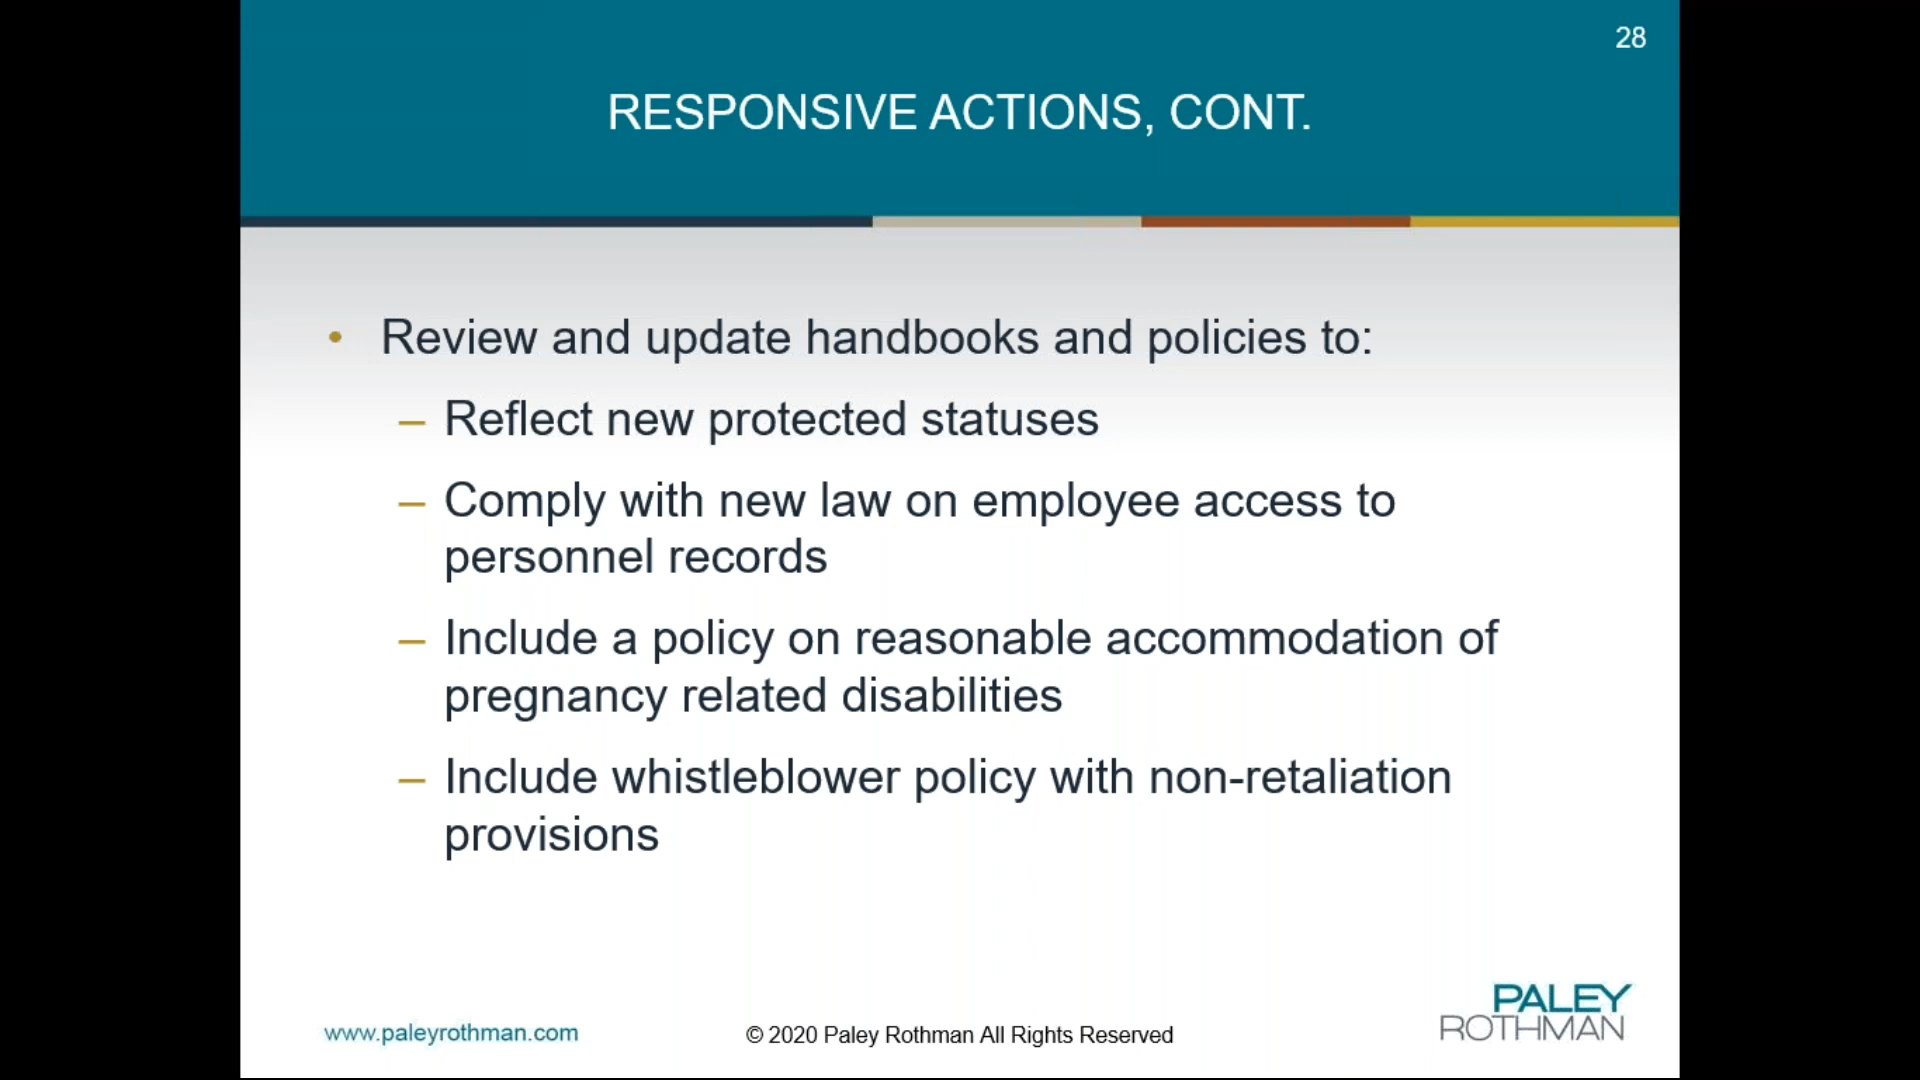 28
RESPONSIVE ACTIONS, CONT.
• Review and update handbooks and policies to:
– Reflect new protected statuses
– Comply with new law on employee access to
personnel records
– Include a policy on reasonable accommodation of
pregnancy related disabilities
– Include whistleblower policy with non-retaliation
provisions
www.paleyrothman.com
© 2020 Paley Rothman All Rights Reserved
PALEY
ROTHMAN